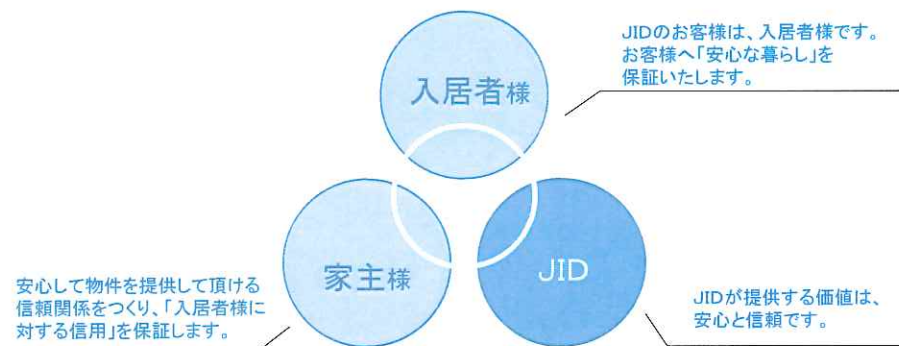 JIDのお客様は、入居者様です。
お客様へ「安心な暮らし」を
保証いたします。
入居者様
家主様
JID
安心して物件を提供して頂ける
信頼関係をつくり、「入居者様に
対する信用」を保証します。
JIDが提供する価値は、
安心と信頼です。